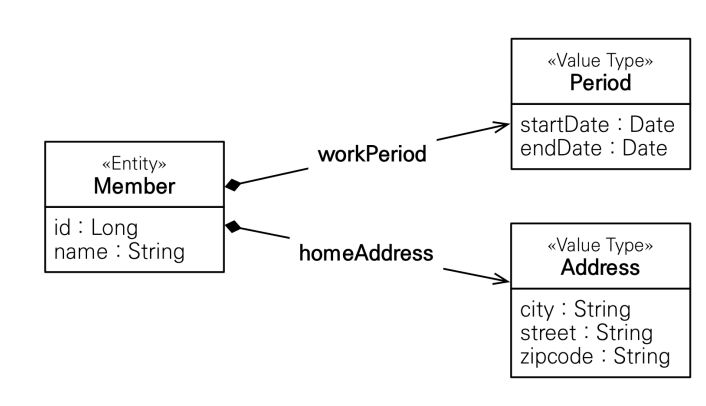 «Entity»
Member
id : Long
name : String
workPeriod
homeAddress
«Value Type»
Period
startDate : Date
endDate : Date
«Value Type»
Address
city : String
street : String
zipcode : String